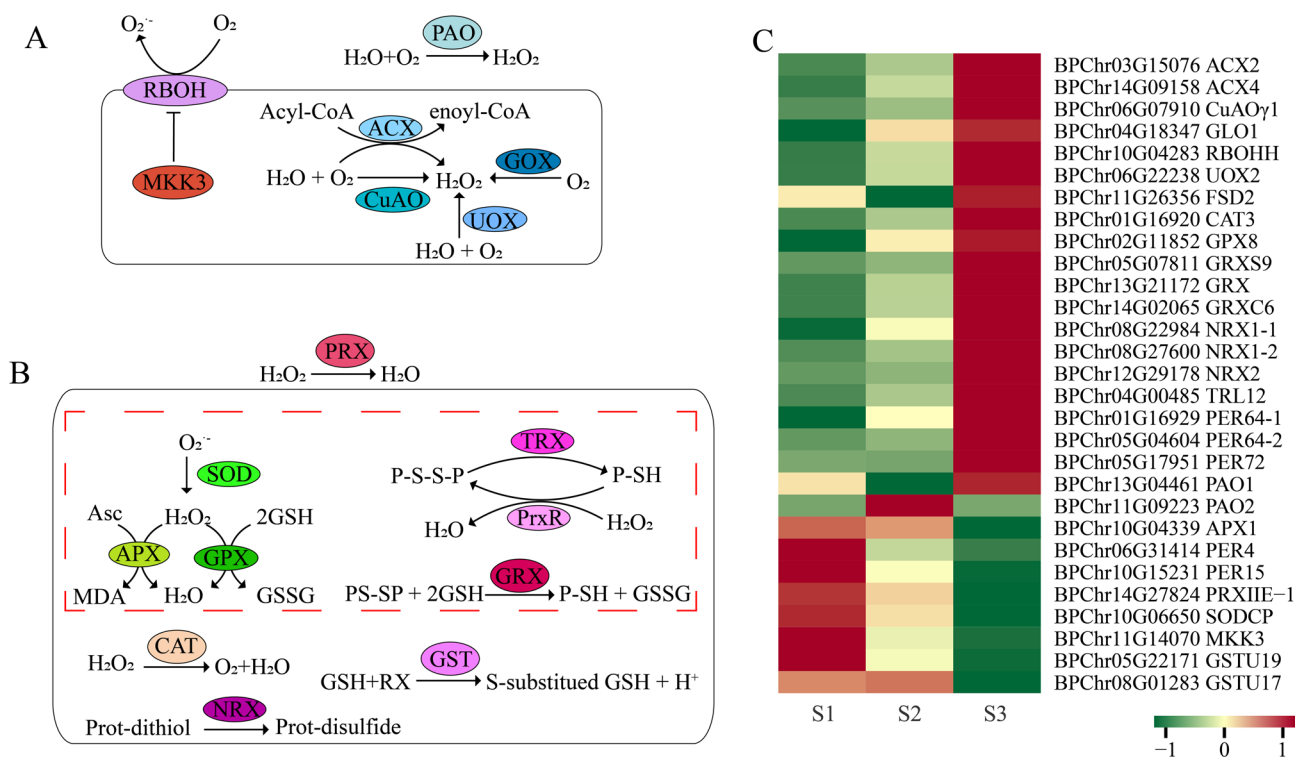 A
O₂˙⁻
O₂
RBOH
MKK3
PAO
H₂O+O₂
H₂O₂
Acyl-CoA
ACX
enoyl-CoA
H₂O + O₂
CuAO
H₂O₂
GOX
O₂
UOX
H₂O + O₂
B
PRX
H₂O₂
H₂O
O₂˙⁻
SOD
Asc
H₂O₂
2GSH
APX
GPX
MDA
H₂O
GSSG
TRX
P-S-S-P
P-SH
H₂O
PrxR
H₂O₂
GRX
PS-SP + 2GSH
P-SH + GSSG
CAT
H₂O₂
O₂+H₂O
GST
GSH+RX
S-substitued GSH + H⁺
NRX
Prot-dithiol
Prot-disulfide
C
BPChr03G15076 ACX2
BPChr14G09158 ACX4
BPChr06G07910 CuAOγ1
BPChr04G18347 GLO1
BPChr10G04283 RBOHH
BPChr06G22238 UOX2
BPChr11G26356 FSD2
BPChr01G16920 CAT3
BPChr02G11852 GPX8
BPChr05G07811 GRXS9
BPChr13G21172 GRX
BPChr14G02065 GRXC6
BPChr08G22984 NRX1-1
BPChr08G27600 NRX1-2
BPChr12G29178 NRX2
BPChr04G00485 TRL12
BPChr01G16929 PER64-1
BPChr05G04604 PER64-2
BPChr05G17951 PER72
BPChr13G04461 PAO1
BPChr11G09223 PAO2
BPChr10G04339 APX1
BPChr06G31414 PER4
BPChr10G15231 PER15
BPChr14G27824 PRXIIE−1
BPChr10G06650 SODCP
BPChr11G14070 MKK3
BPChr05G22171 GSTU19
BPChr08G01283 GSTU17
S1 S2 S3
−1 0 1